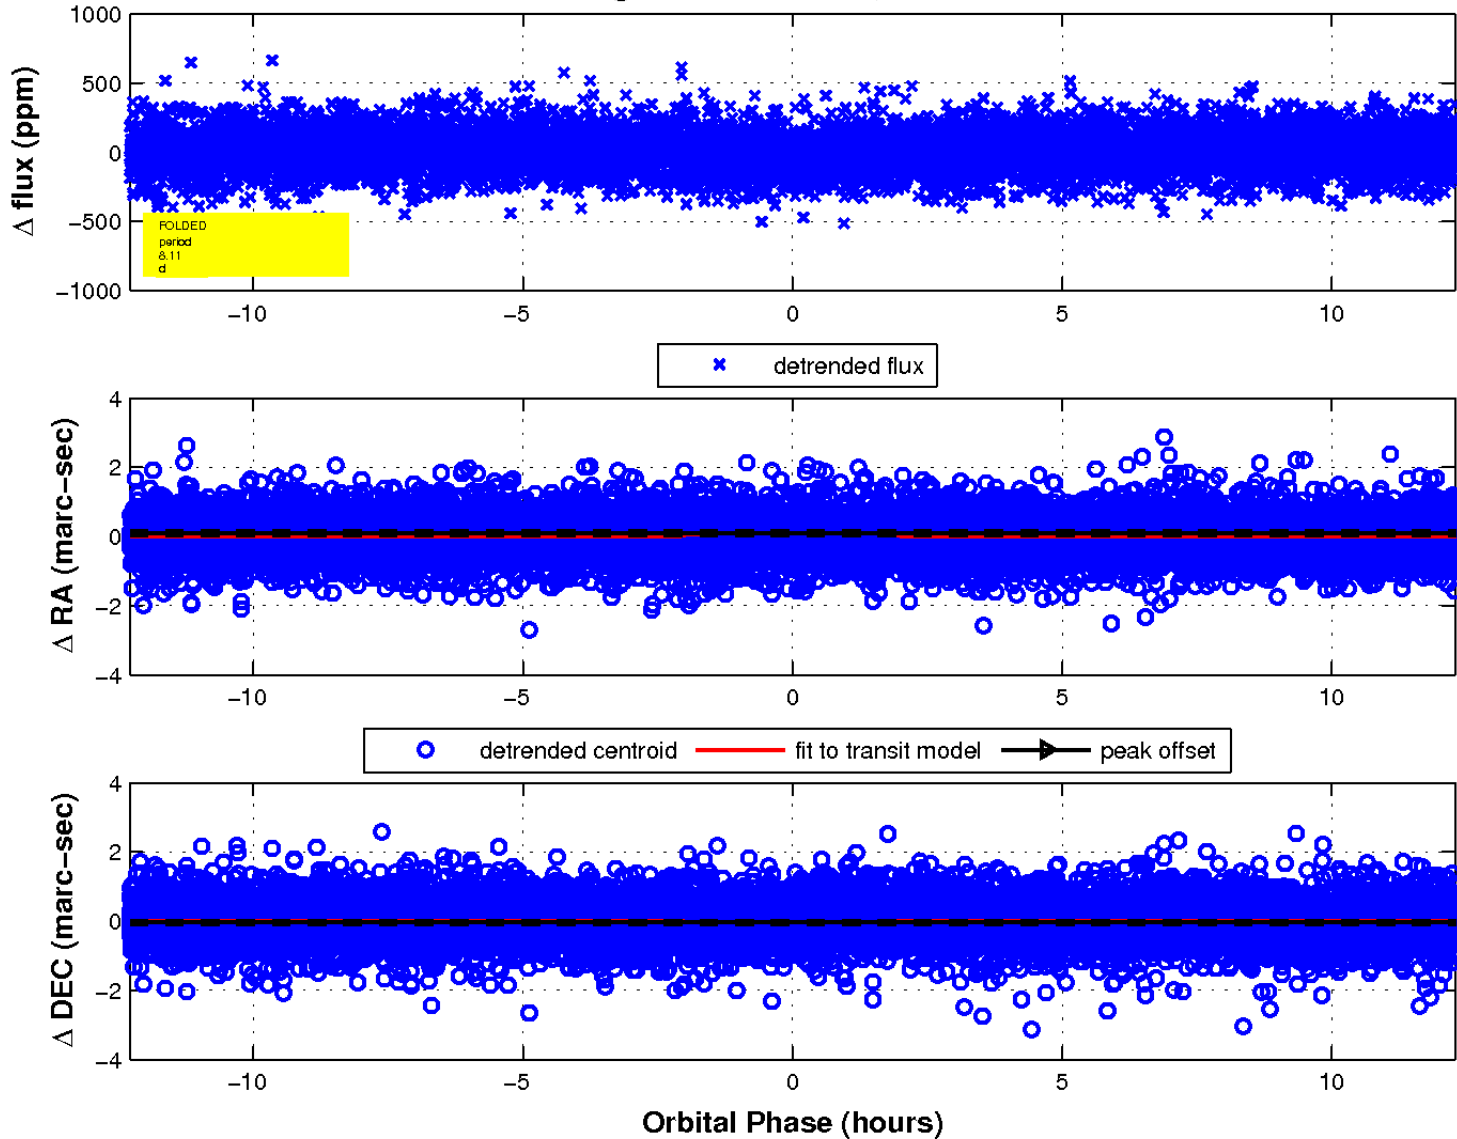 1000
500
0
−500
−1000
Δ flux (ppm)
FOLDED
period
8.11
d
−10 −5 0 5 10
detrended flux
4
2
0
−2
−4
Δ RA (marc−sec)
−10 −5 0 5 10
detrended centroid fit to transit model peak offset
4
2
0
−2
−4
Δ DEC (marc−sec)
−10 −5 0 5 10
Orbital Phase (hours)